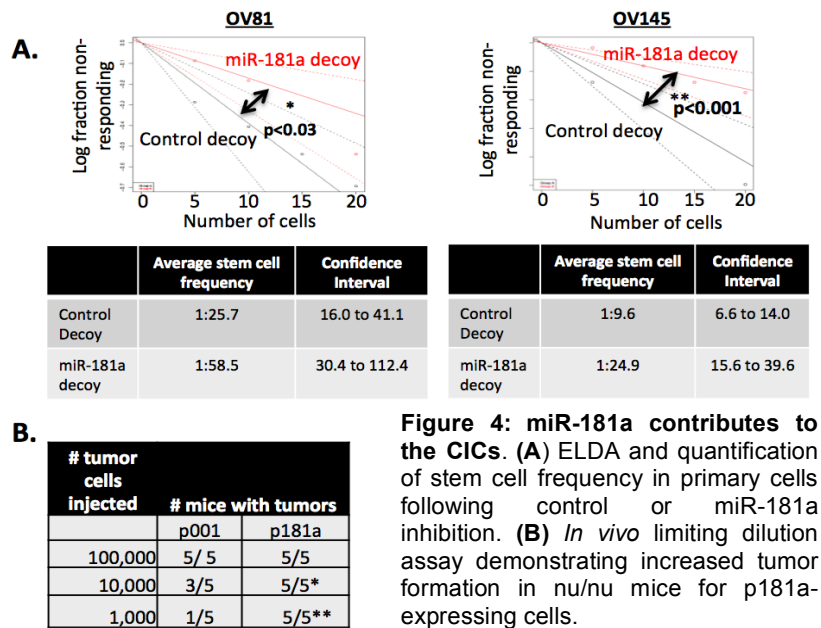 OV81
OV145
A.
Log fraction non-responding
miR-181a decoy
*
p<0.03
Control decoy
0 5 10 15 20
Number of cells
Log fraction non-responding
miR-181a decoy
**
p<0.001
Control decoy
0 5 10 15 20
Number of cells
Average stem cell frequency Confidence Interval
Control Decoy 1:25.7 16.0 to 41.1
miR-181a decoy 1:58.5 30.4 to 112.4
Average stem cell frequency Confidence Interval
Control Decoy 1:9.6 6.6 to 14.0
miR-181a decoy 1:24.9 15.6 to 39.6
B.
# tumor cells injected # mice with tumors
p001 p181a
100,000 5/ 5 5/5
10,000 3/5 5/5*
1,000 1/5 5/5**
Figure 4: miR-181a contributes to
the CICs. (A) ELDA and quantification
of stem cell frequency in primary cells
following control or miR-181a
inhibition. (B) In vivo limiting dilution
assay demonstrating increased tumor
formation in nu/nu mice for p181a-
expressing cells.